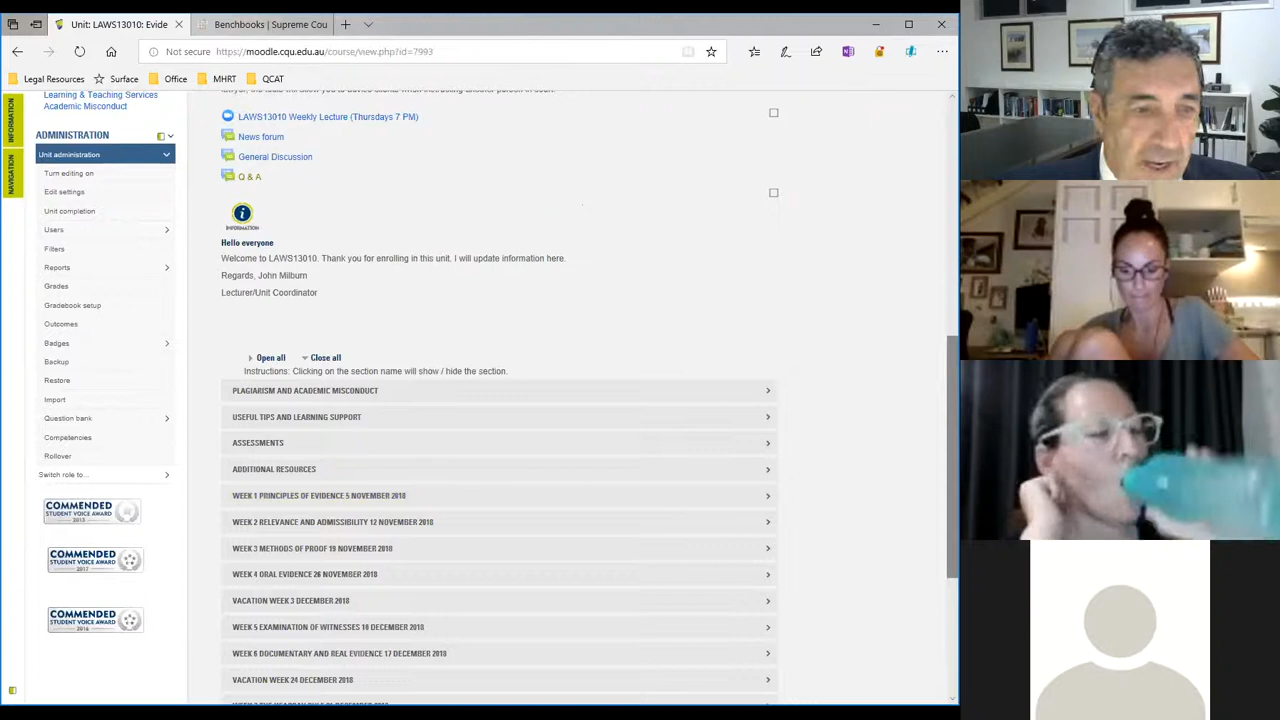 Unit: LAWS13010: Evide
Benchbooks | Supreme Cou
Not secure
https://moodle.cqu.edu.au/course/view.php?id=7993
Legal Resources
Surface
Office
MHRT
QCAT
INFORMATION
NAVIGATION
Learning & Teaching Services
Academic Misconduct
ADMINISTRATION
Unit administration
Turn editing on
Edit settings
Unit completion
Users
Filters
Reports
Grades
Gradebook setup
Outcomes
Badges
Backup
Restore
Import
Question bank
Competencies
Rollover
Switch role to...
COMMENDED
STUDENT VOICE AWARD
2013
COMMENDED
STUDENT VOICE AWARD
2017
COMMENDED
STUDENT VOICE AWARD
LAWS13010 Weekly Lecture (Thursdays 7 PM)
News forum
General Discussion
Q & A
INFORMATION
Hello everyone
Welcome to LAWS13010. Thank you for enrolling in this unit. I will update information here.
Regards, John Milburn
Lecturer/Unit Coordinator
Open all
Close all
Instructions: Clicking on the section name will show / hide the section.
PLAGIARISM AND ACADEMIC MISCONDUCT
USEFUL TIPS AND LEARNING SUPPORT
ASSESSMENTS
ADDITIONAL RESOURCES
WEEK 1 PRINCIPLES OF EVIDENCE 5 NOVEMBER 2018
WEEK 2 RELEVANCE AND ADMISSIBILITY 12 NOVEMBER 2018
WEEK 3 METHODS OF PROOF 19 NOVEMBER 2018
WEEK 4 ORAL EVIDENCE 26 NOVEMBER 2018
VACATION WEEK 3 DECEMBER 2018
WEEK 5 EXAMINATION OF WITNESSES 10 DECEMBER 2018
WEEK 6 DOCUMENTARY AND REAL EVIDENCE 17 DECEMBER 2018
VACATION WEEK 24 DECEMBER 2018